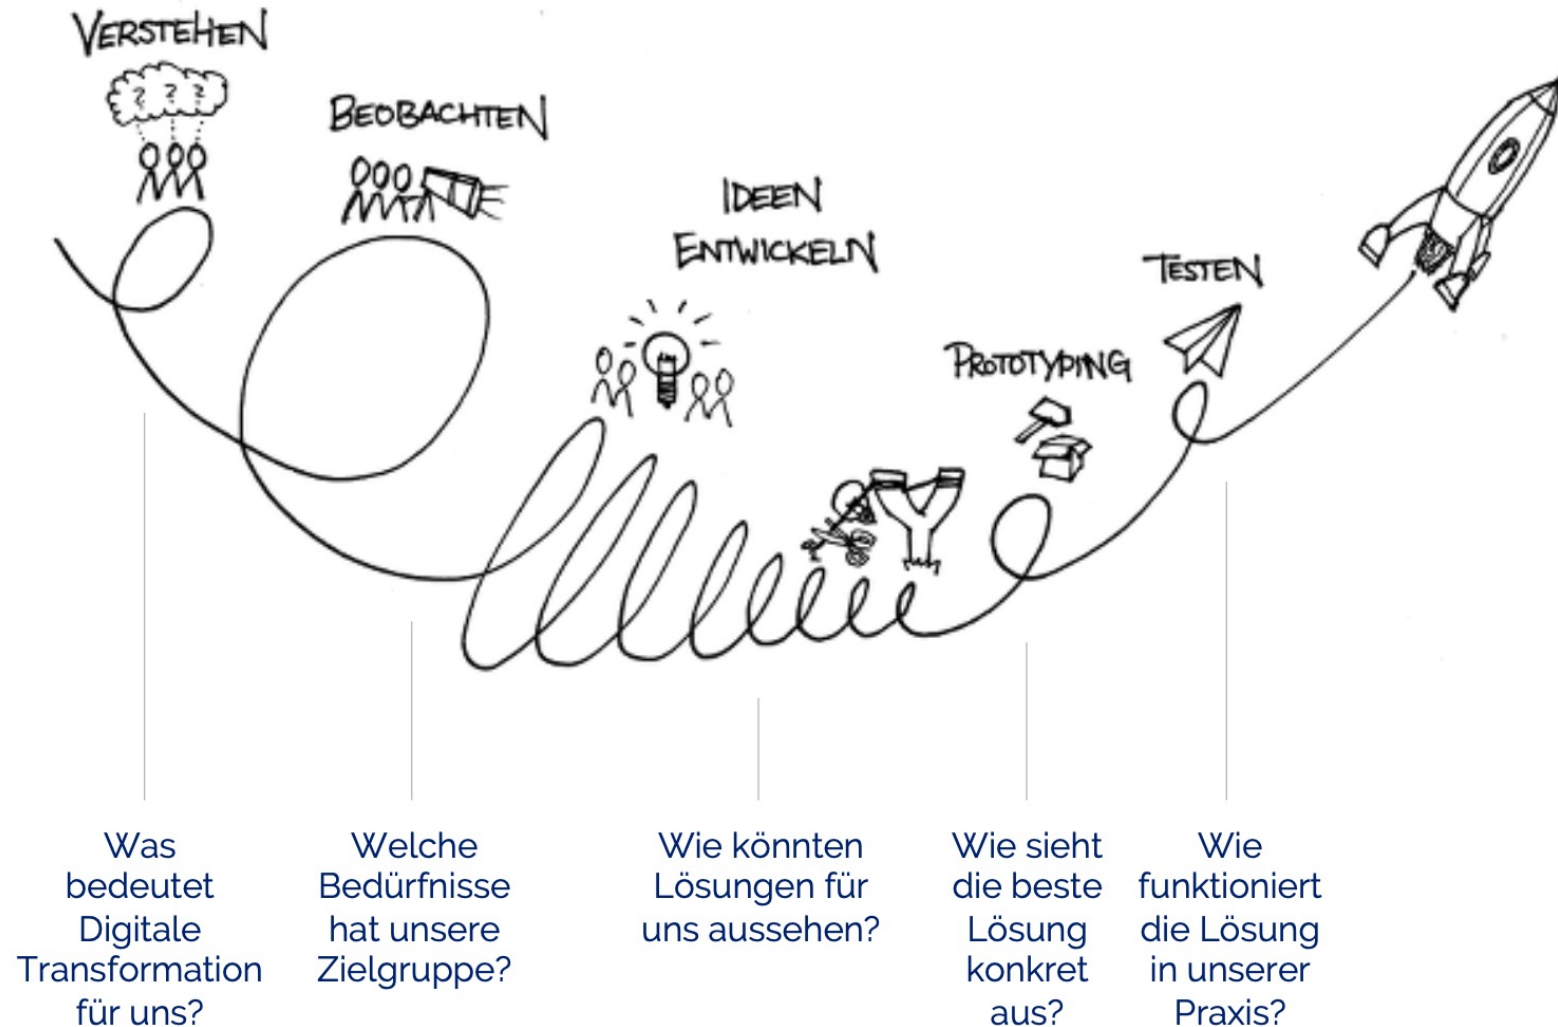 VERSTEHEN
? ? ?
BEOBACHTEN
IDEEN
ENTWICKELN
PROTOTYPING
TESTEN
Was
bedeutet
Digitale
Transformation
für uns?
Welche
Bedürfnisse
hat unsere
Zielgruppe?
Wie könnten
Lösungen für
uns aussehen?
Wie sieht
die beste
Lösung
konkret
aus?
Wie
funktioniert
die Lösung
in unserer
Praxis?